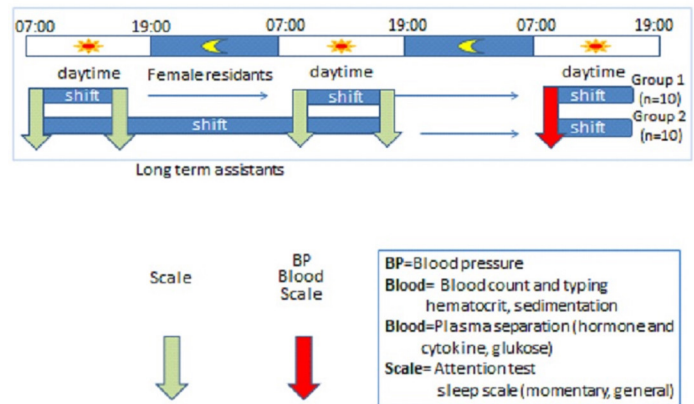 07:00 19:00 07:00 19:00 07:00 19:00
daytime Female residants daytime daytime
shift shift shift Group 1
(n=10)
shift shift Group 2
(n=10)
Long term assistants
Scale
BP
Blood
Scale
BP=Blood pressure
Blood= Blood count and typing
hematocrit, sedimentation
Blood=Plasma separation (hormone and
cytokine, glukose)
Scale= Attention test
sleep scale (momentary, general)